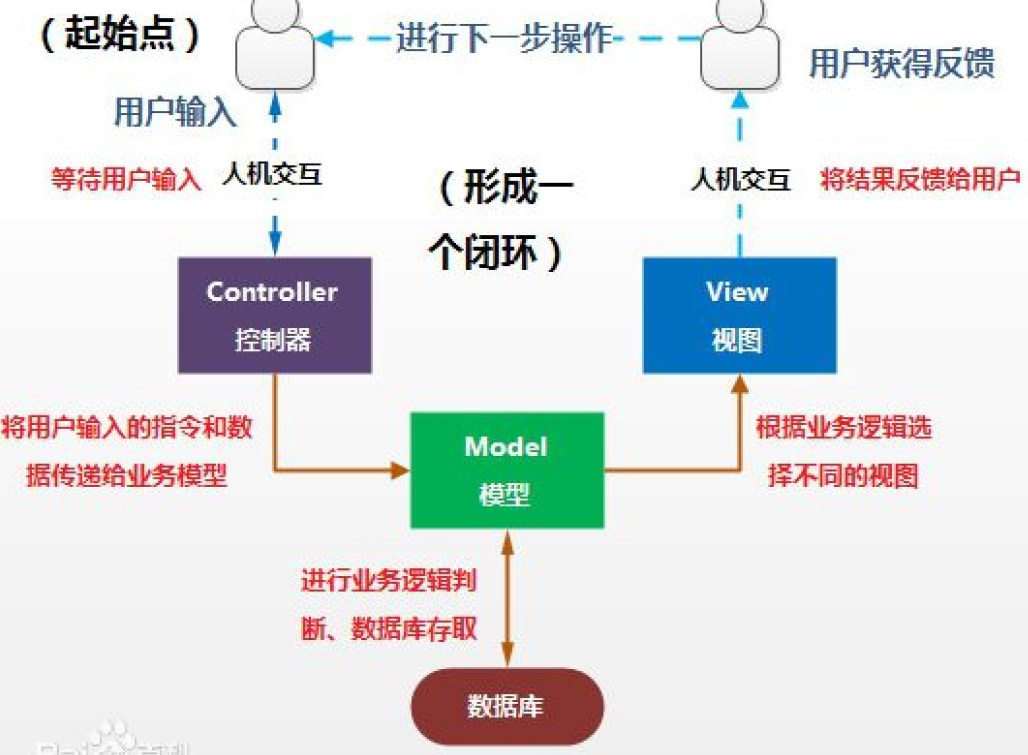 （起始点）
进行下一步操作
用户获得反馈
用户输入
等待用户输入
人机交互
（形成一
个闭环）
人机交互
将结果反馈给用户
Controller
控制器
View
视图
将用户输入的指令和数
据传递给业务模型
Model
模型
根据业务逻辑选
择不同的视图
进行业务逻辑判
断、数据库存取
数据库